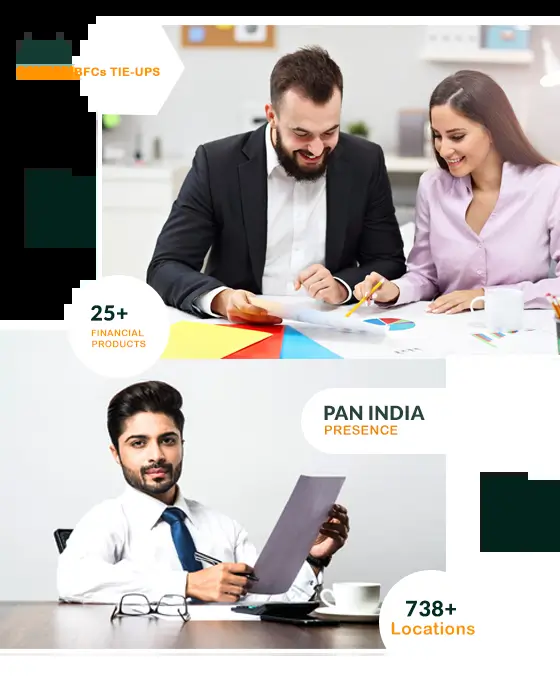 BFCs TIE-UPS
25+
FINANCIAL
PRODUCTS
PAN INDIA
PRESENCE
738+
Locations